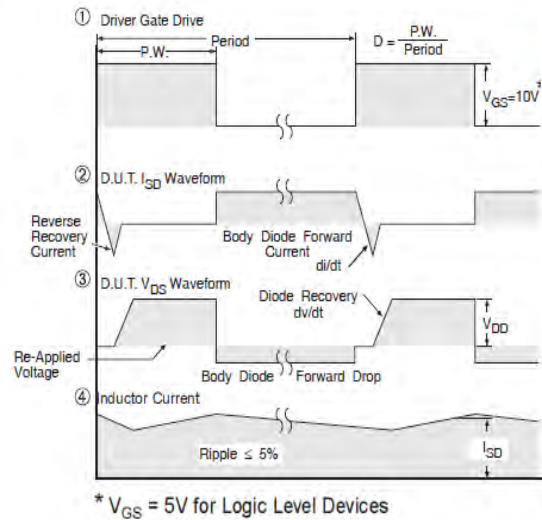 ① Driver Gate Drive
P.W.
Period
D = P.W.
Period
V_GS=10V*
② D.U.T. I_SD Waveform
Reverse
Recovery
Current
Body Diode Forward
Current
di/dt
③ D.U.T. V_DS Waveform
Diode Recovery
dv/dt
V_DD
Re-Applied
Voltage
Body Diode Forward Drop
④ Inductor Current
Ripple ≤ 5%
I_SD
* V_GS = 5V for Logic Level Devices